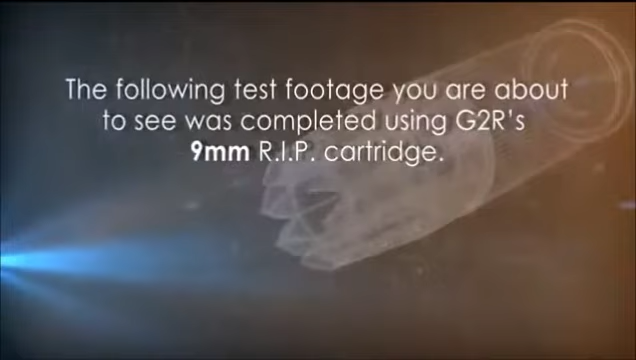 The following test footage you are about
to see was completed using G2R's
9mm R.I.P. cartridge.